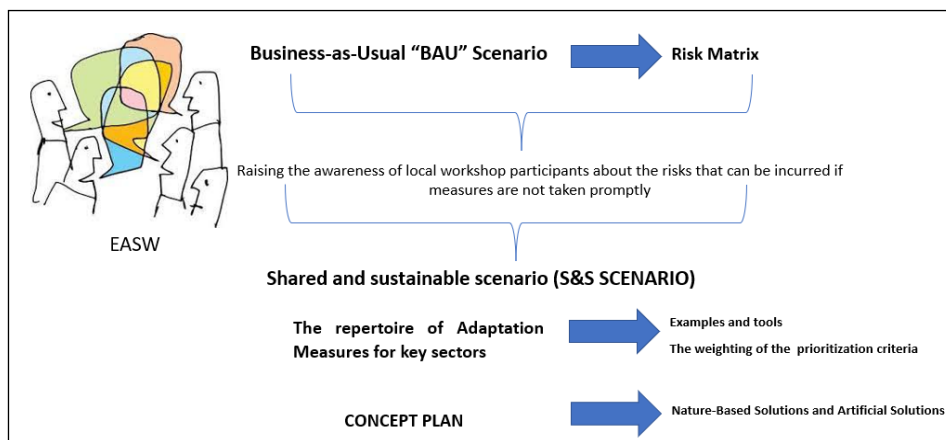 Business-as-Usual “BAU” Scenario
Risk Matrix
Raising the awareness of local workshop participants about the risks that can be incurred if
measures are not taken promptly
EASW
Shared and sustainable scenario (S&S SCENARIO)
The repertoire of Adaptation
Measures for key sectors
Examples and tools
The weighting of the prioritization criteria
CONCEPT PLAN
Nature-Based Solutions and Artificial Solutions